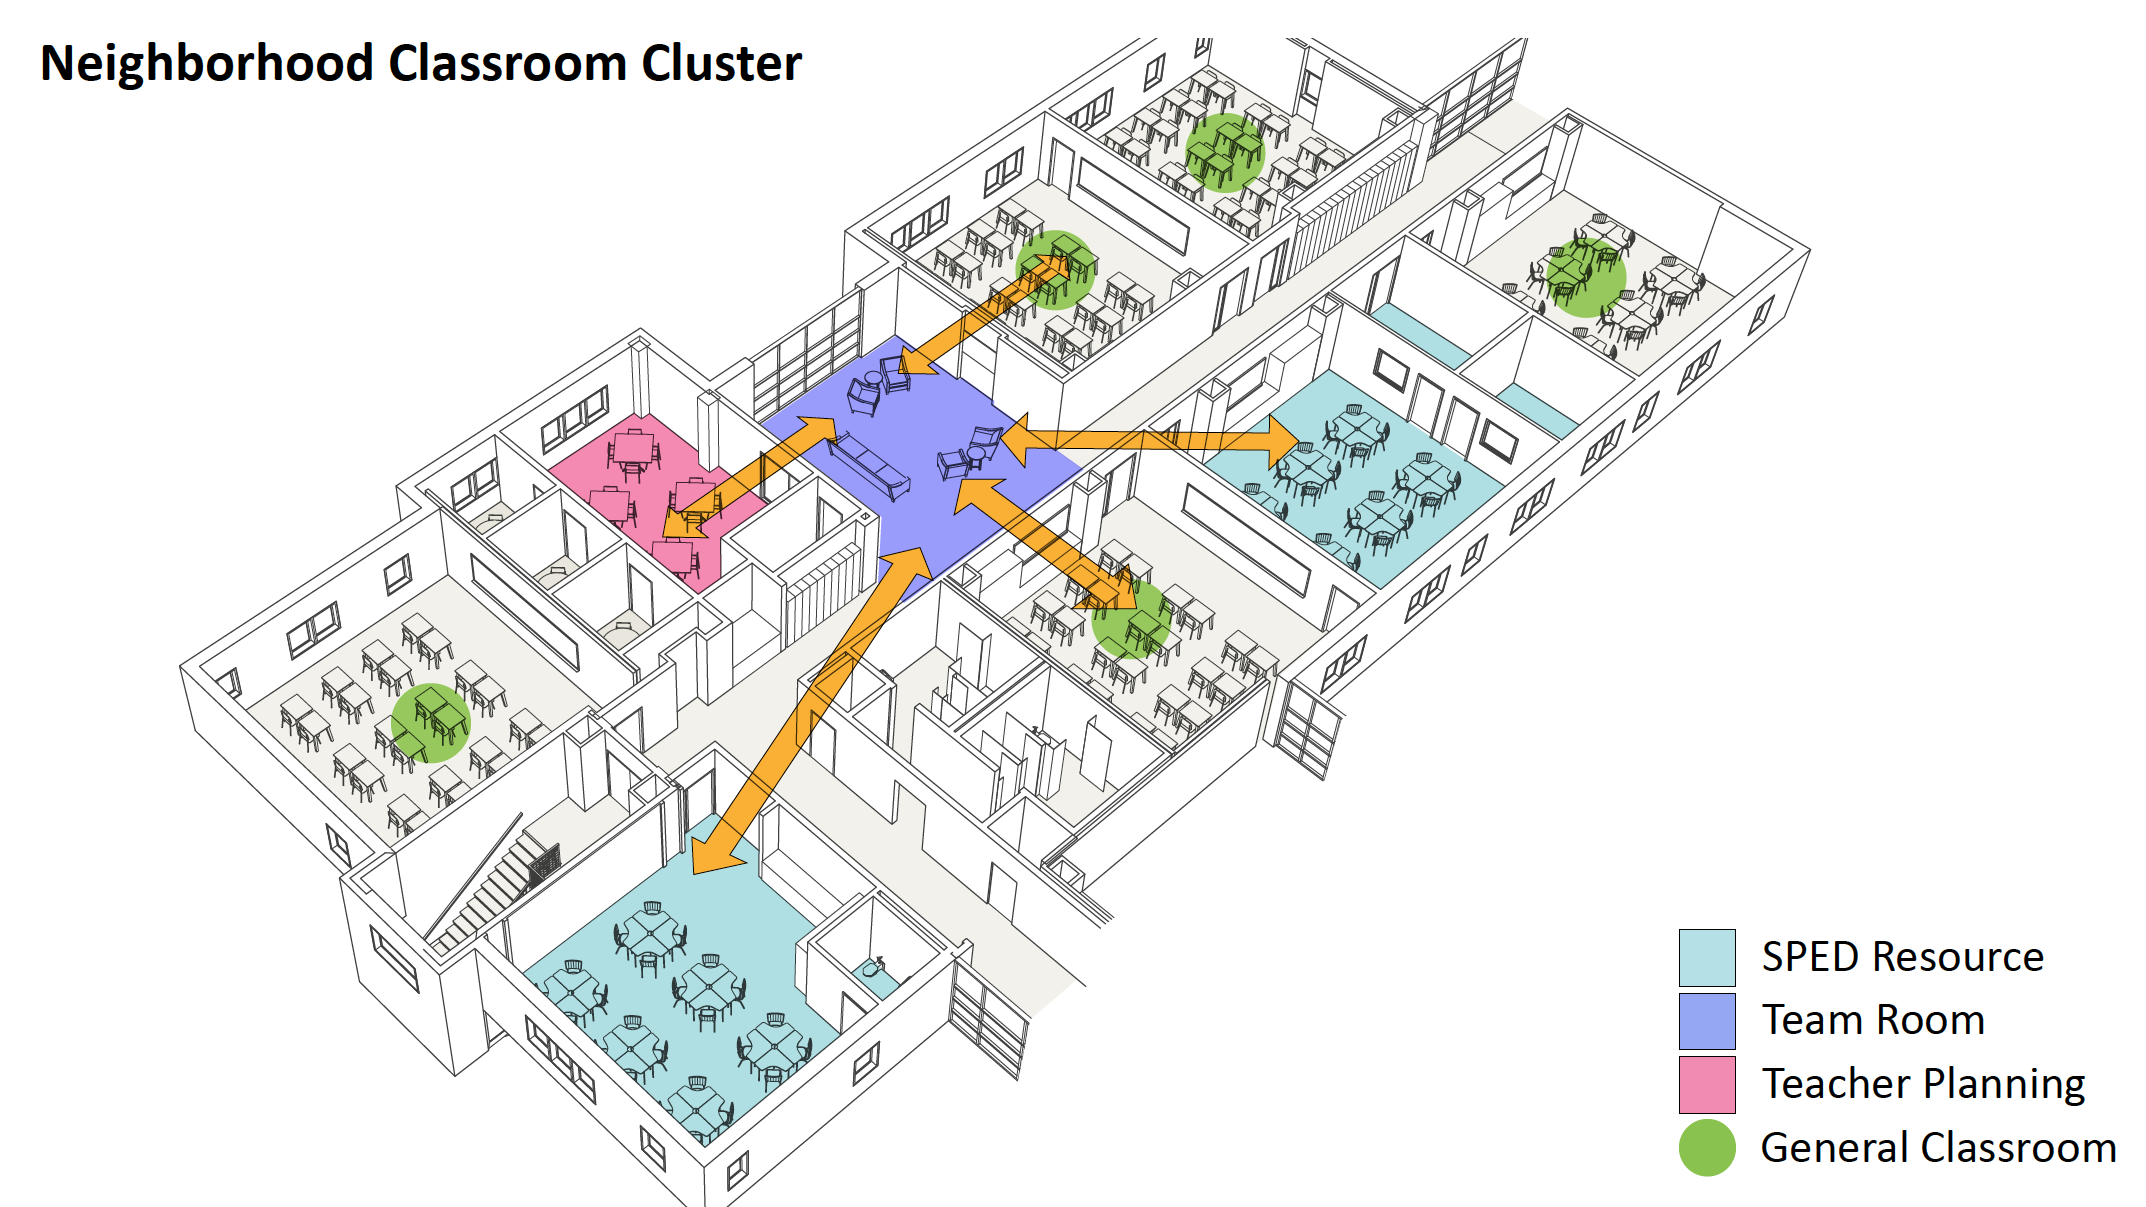 Neighborhood Classroom Cluster
SPED Resource
Team Room
Teacher Planning
General Classroom